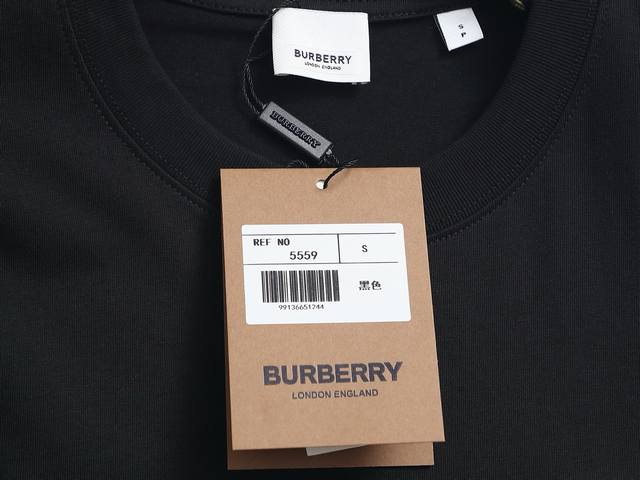 BURBERRY
LONDON ENGLAND
S
P
BURBERRY
REF NO
5559
S
黑色
99136651244
BURBERRY
LONDON ENGLAND